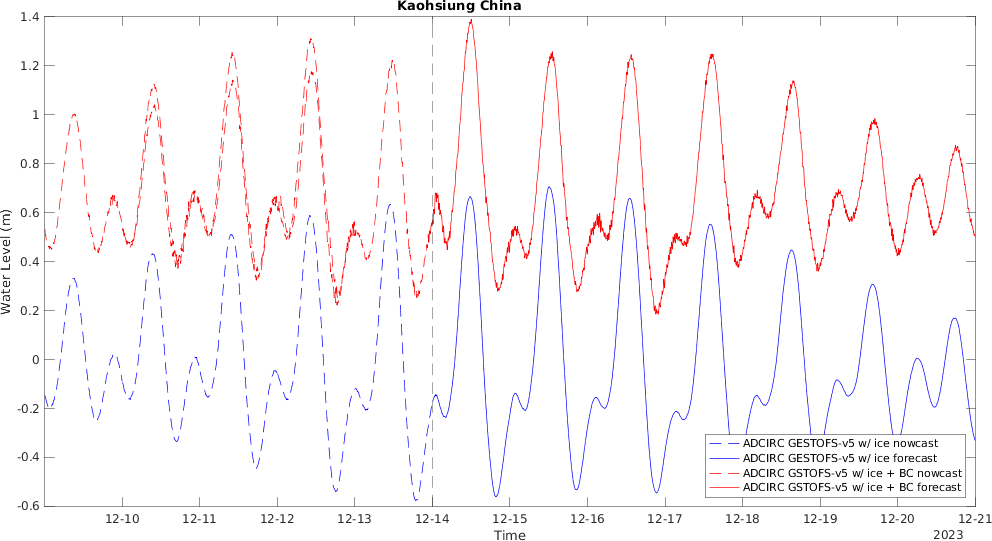 Kaohsiung China
1.4
1.2
1
0.8
0.6
0.4
0.2
0
-0.2
-0.4
-0.6
Water Level (m)
ADCIRC GESTOFS-v5 w/ ice nowcast
ADCIRC GESTOFS-v5 w/ ice forecast
ADCIRC GSTOFS-v5 w/ ice + BC nowcast
ADCIRC GSTOFS-v5 w/ ice + BC forecast
12-10 12-11 12-12 12-13 12-14 12-15 12-16 12-17 12-18 12-19 12-20 12-21
Time
2023